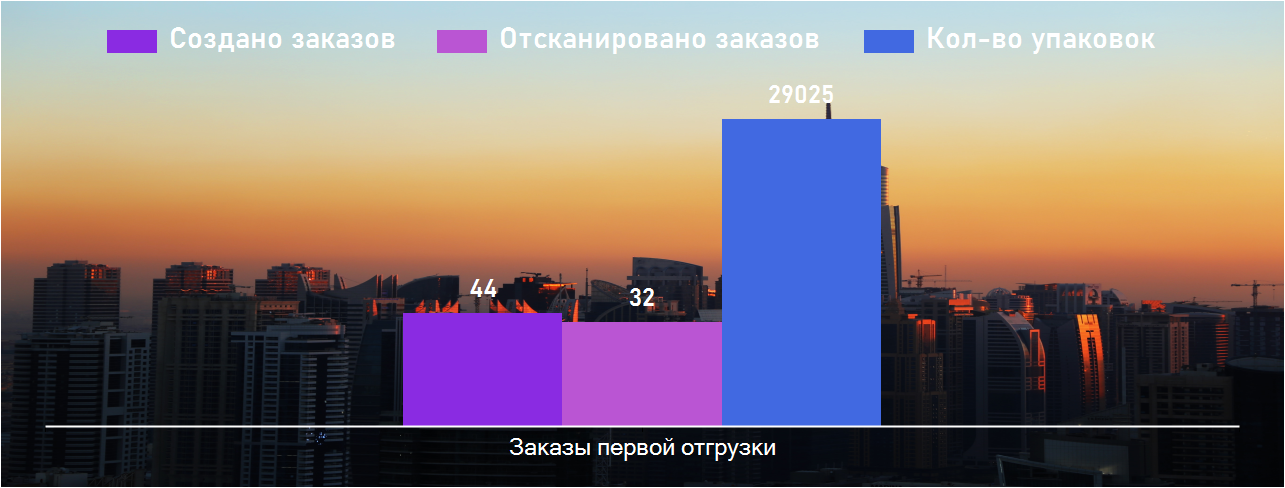 Создано заказов
Отсканировано заказов
Кол-во упаковок
29025
44
32
Заказы первой отгрузки